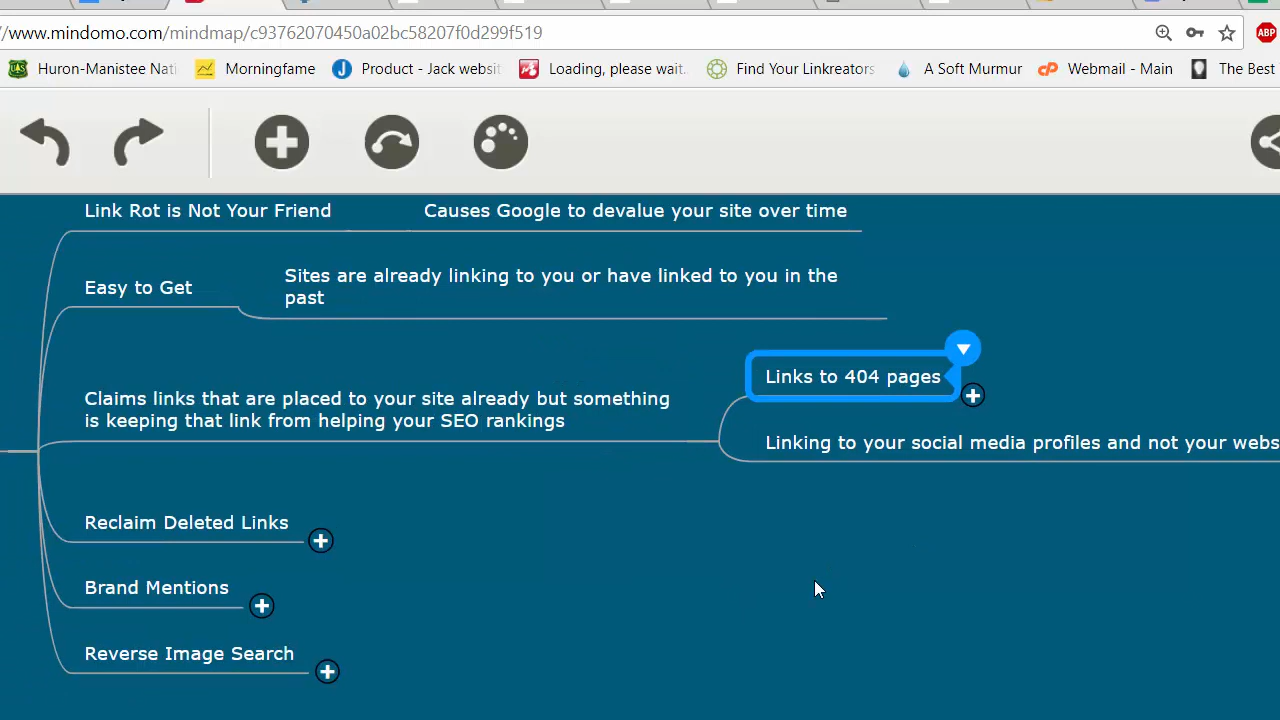 //www.mindomo.com/mindmap/c93762070450a02bc58207f0d299f519
ABP
Huron-Manistee Nati
Morningfame
Product - Jack websit
Loading, please wait.
Find Your Linkreators
A Soft Murmur
Webmail - Main
The Best
Link Rot is Not Your Friend
Causes Google to devalue your site over time
Easy to Get
Sites are already linking to you or have linked to you in the
past
Links to 404 pages
Claims links that are placed to your site already but something
is keeping that link from helping your SEO rankings
Linking to your social media profiles and not your webs
Reclaim Deleted Links
Brand Mentions
Reverse Image Search